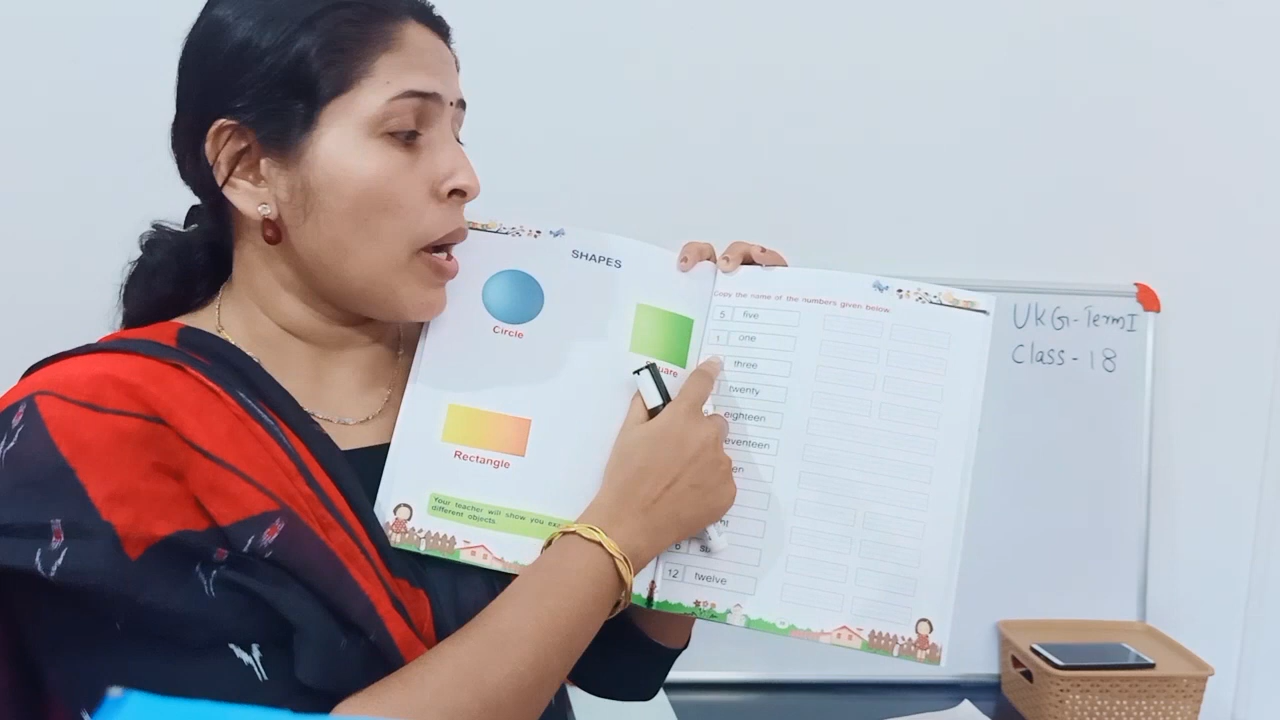 SHAPES
Circle
Rectangle
Your teacher will show you
different objects.
Copy the name of the numbers given below.
5 five
1 one
three
twenty
eighteen
eventeen
12 twelve
UKG-Term I
Class-18